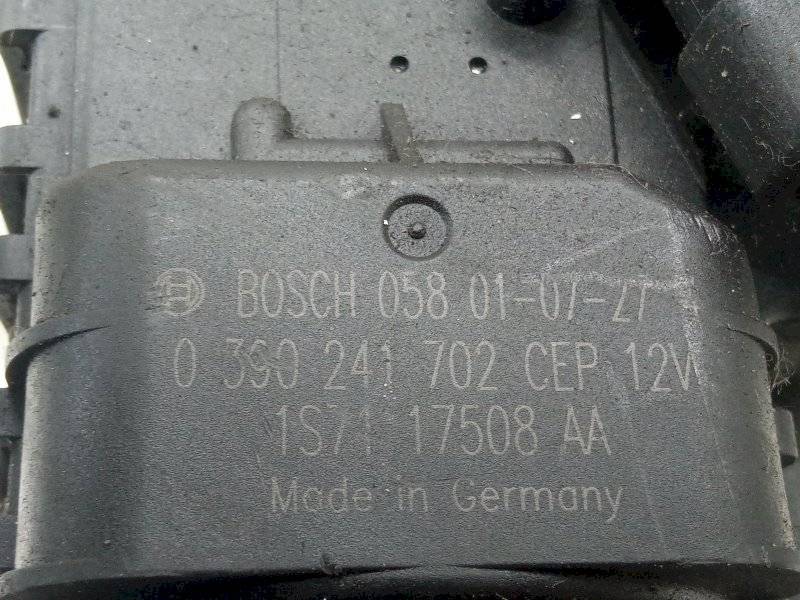 BOSCH 058 01-07-27
0 390 241 702 CEP 12V
1S71 17508 AA
Made in Germany